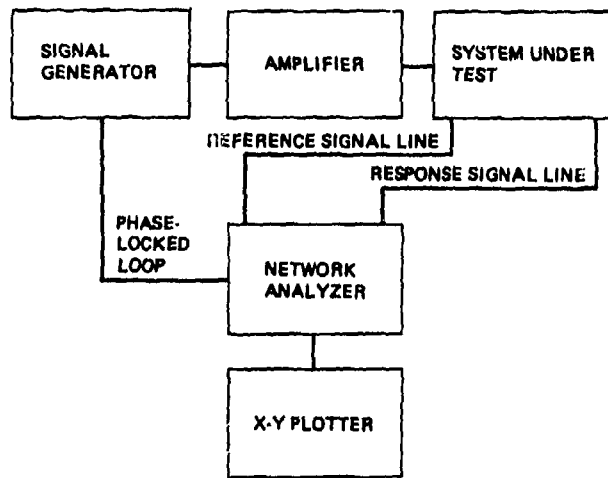 SIGNAL
GENERATOR
AMPLIFIER
SYSTEM UNDER
TEST
REFERENCE SIGNAL LINE
RESPONSE SIGNAL LINE
PHASE-
LOCKED
LOOP
NETWORK
ANALYZER
X-Y PLOTTER